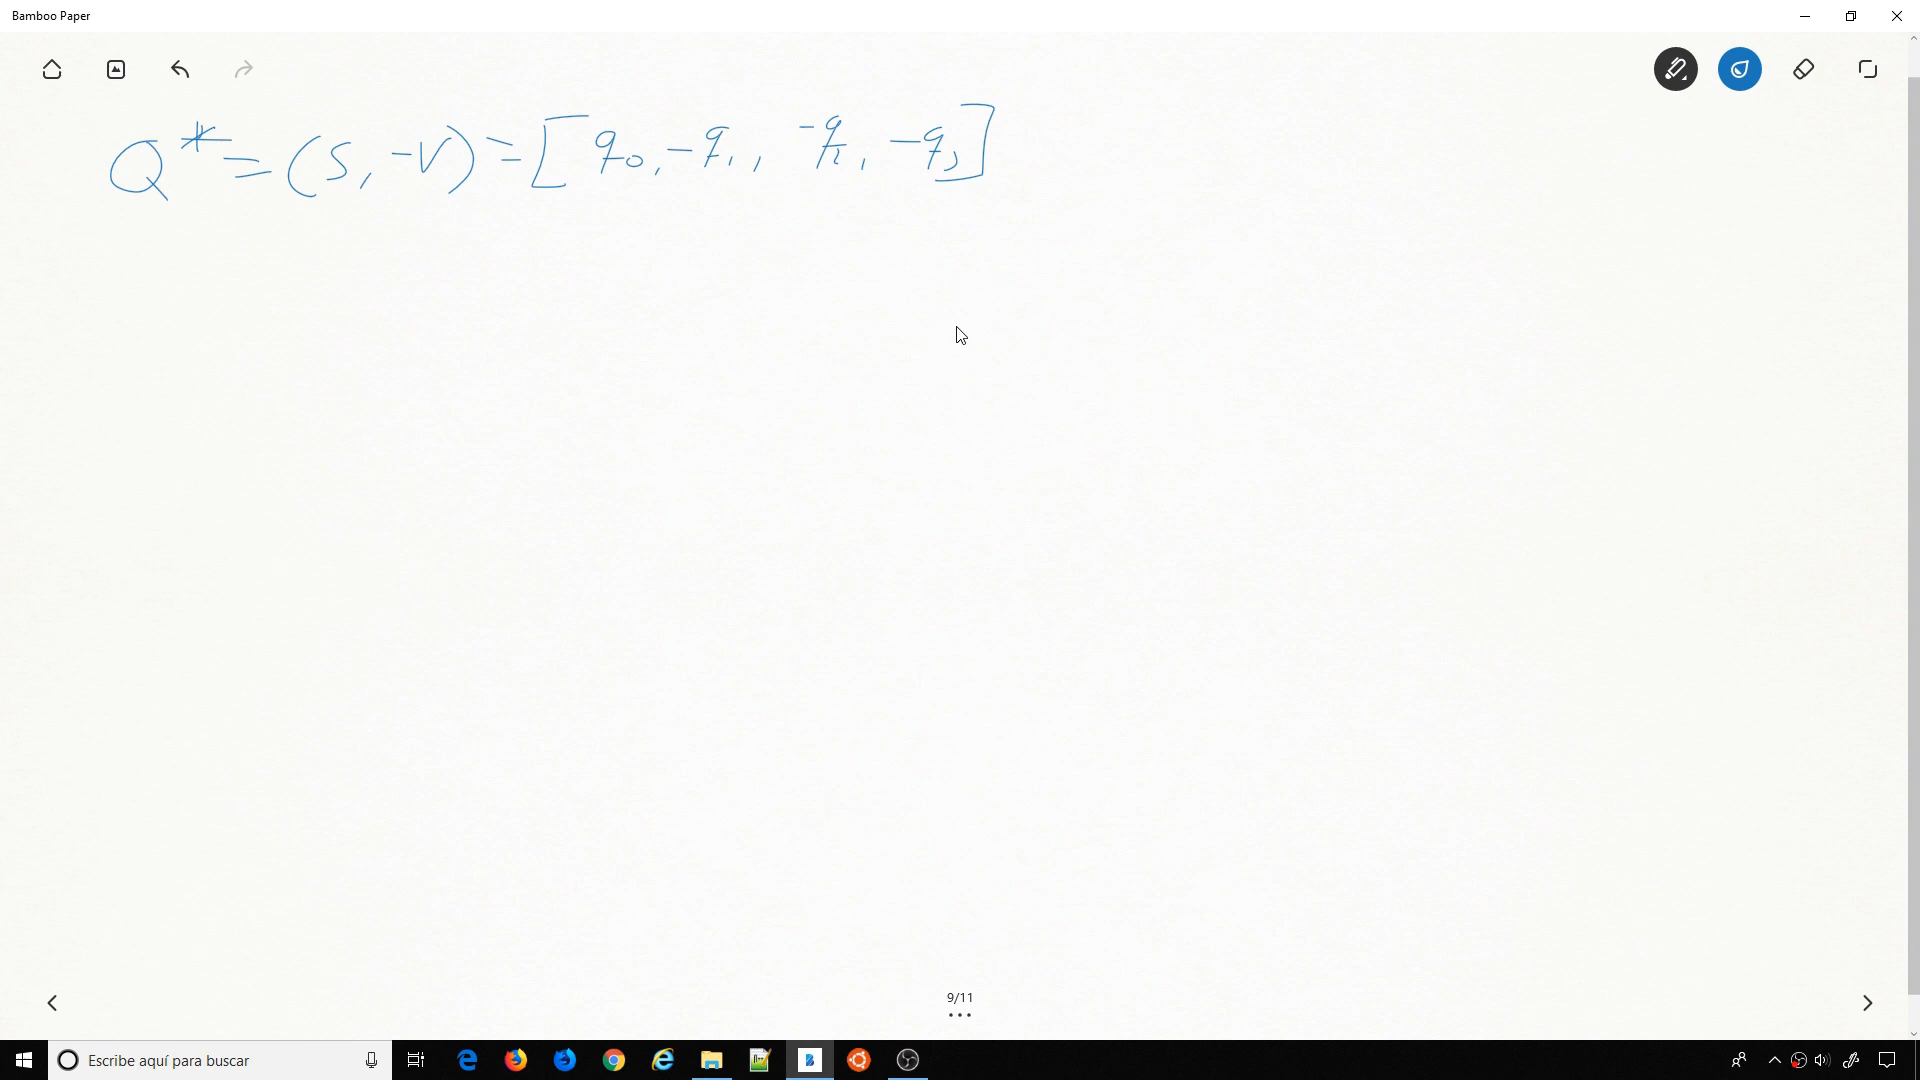 Bamboo Paper
Q* = (S, -V) = [q₀, -q₁, -q₂, -q₃]
9/11
Escribe aquí para buscar